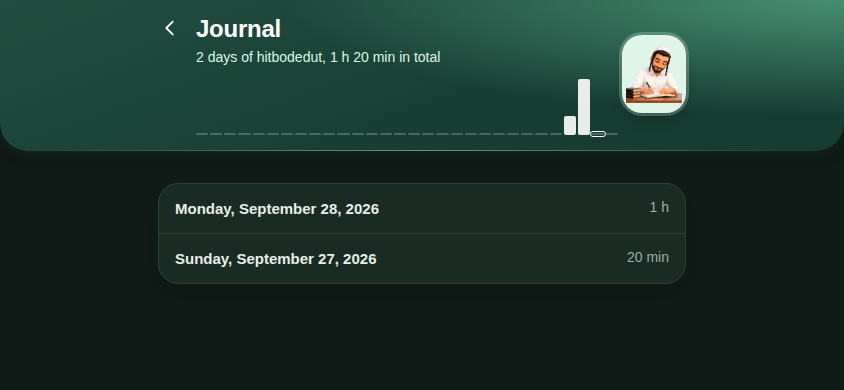 Journal
2 days of hitbodedut, 1 h 20 min in total
Monday, September 28, 2026 1 h
Sunday, September 27, 2026 20 min